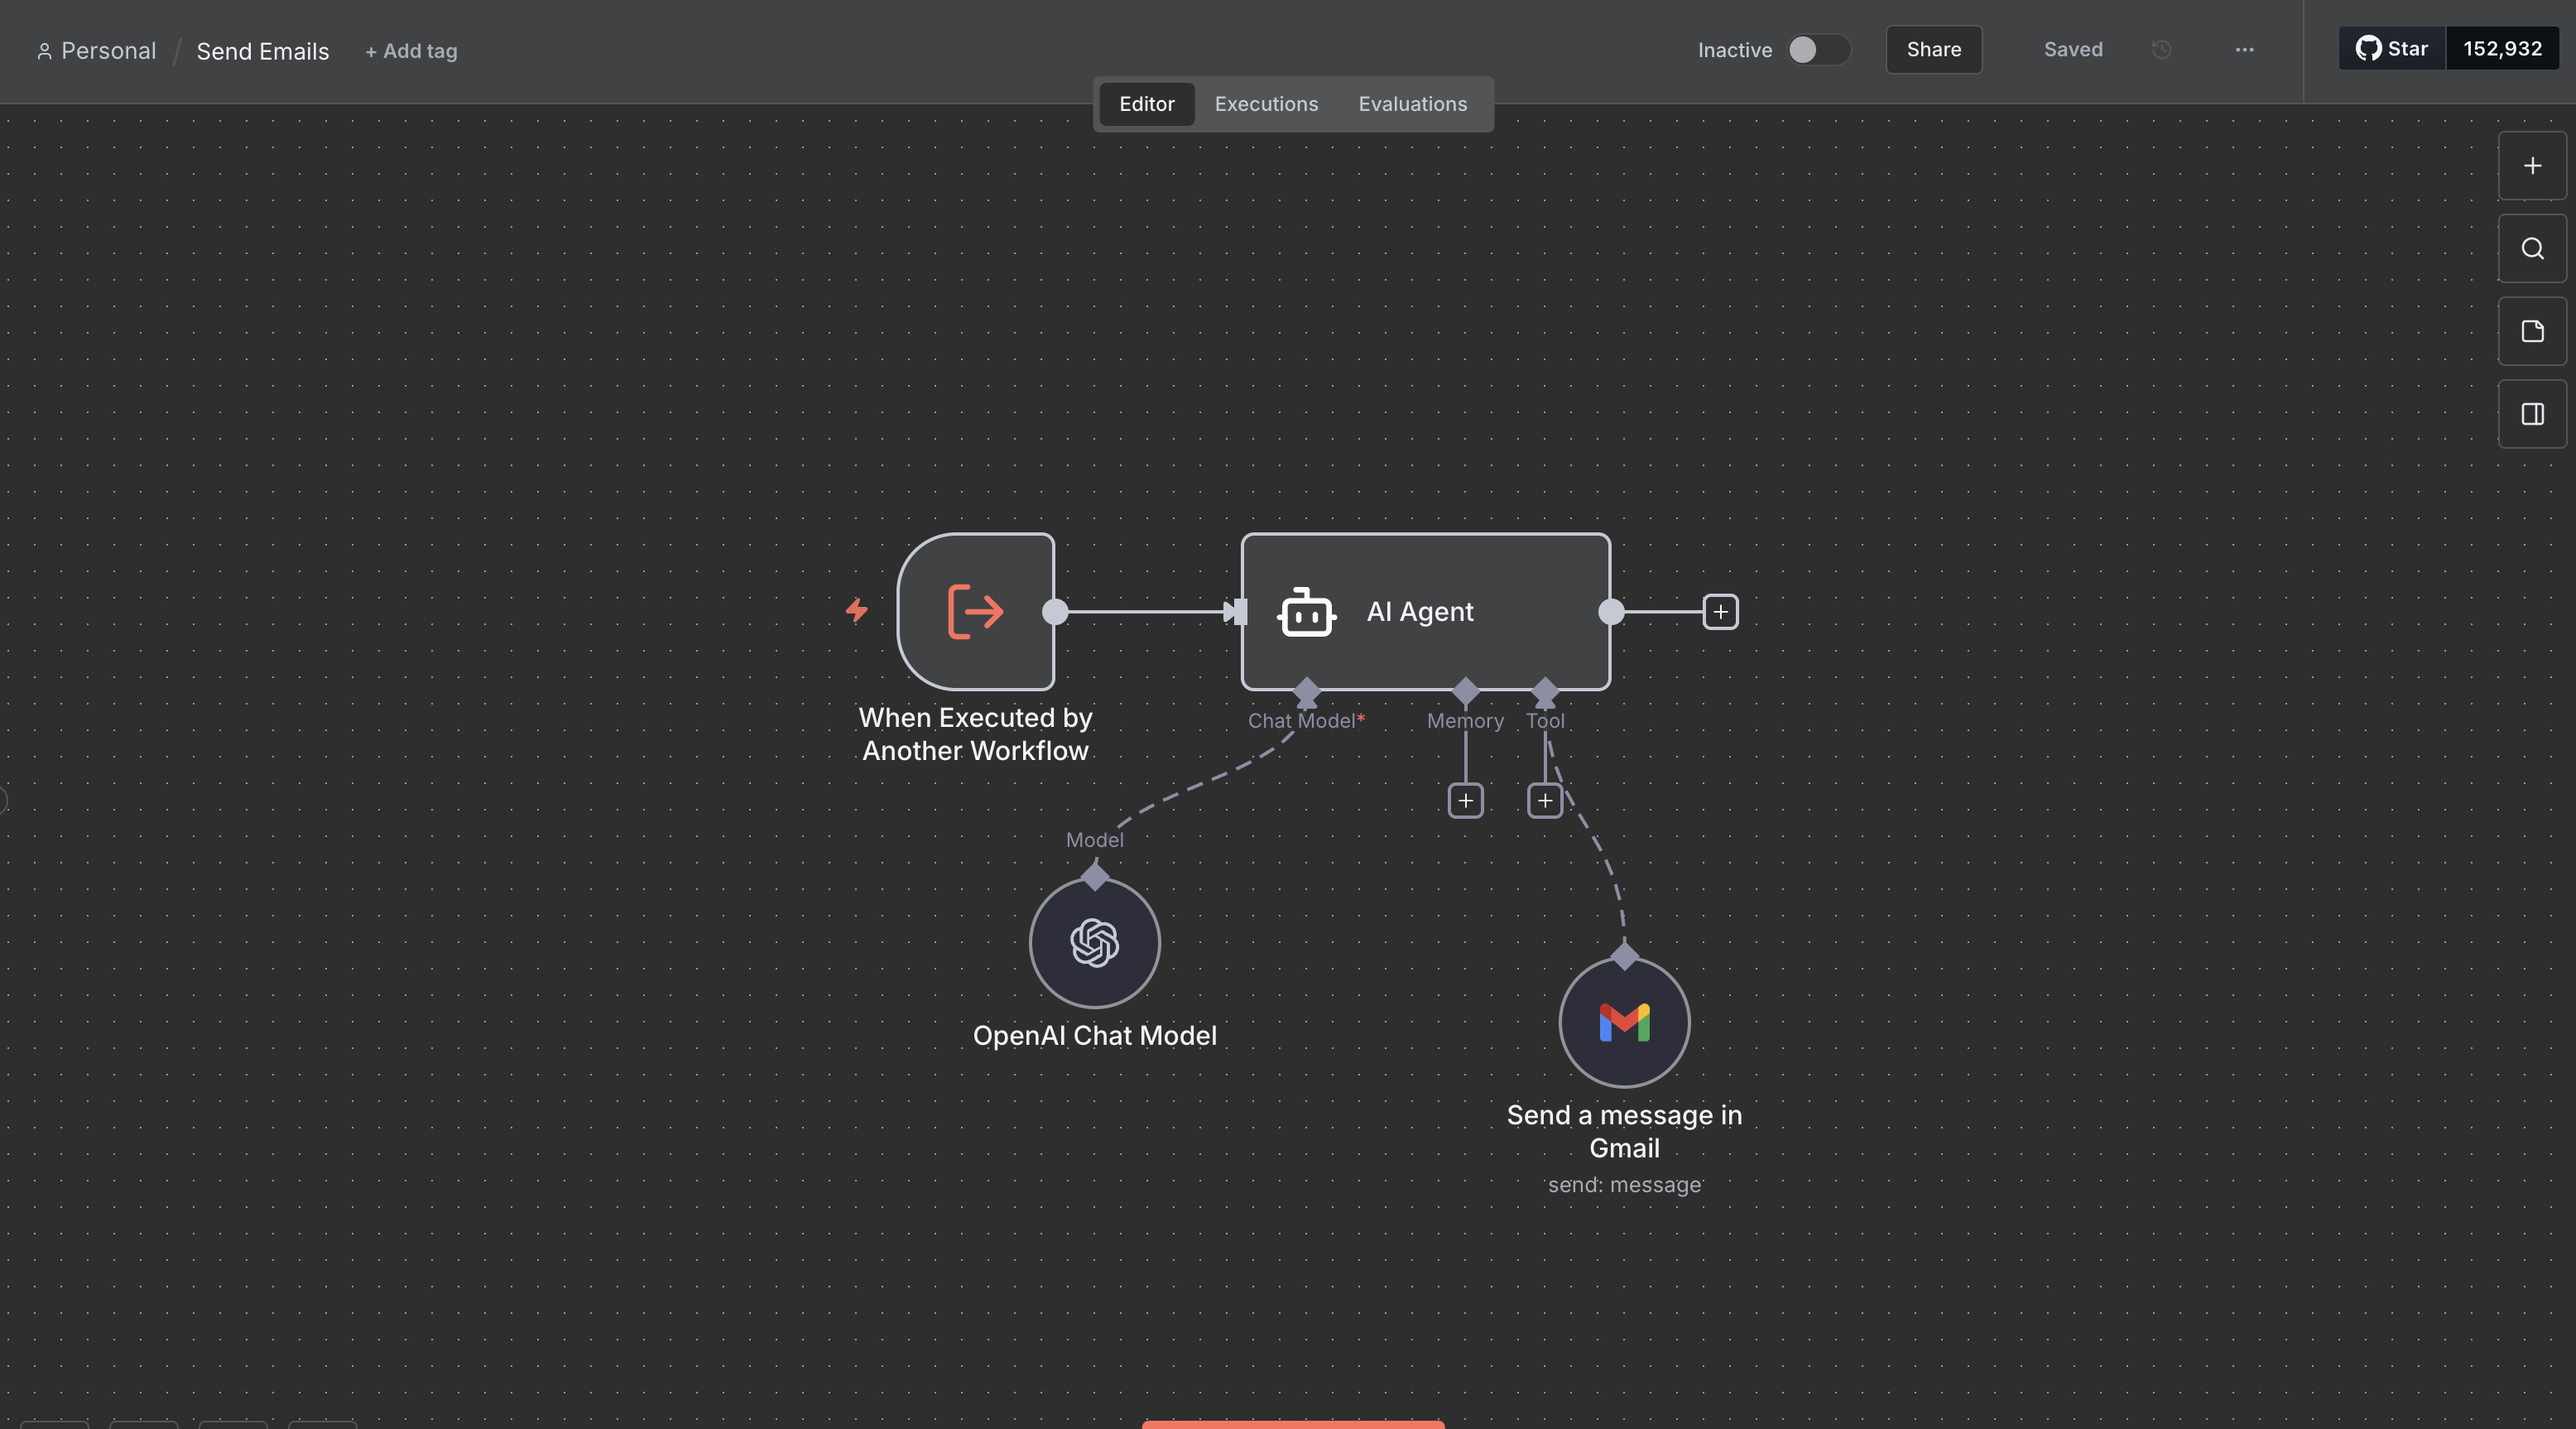 Personal / Send Emails + Add tag
Inactive Share Saved ... Star 152,932
Editor Executions Evaluations
AI Agent
When Executed by
Another Workflow
Chat Model* Memory Tool
Model
OpenAI Chat Model
Send a message in
Gmail
send: message